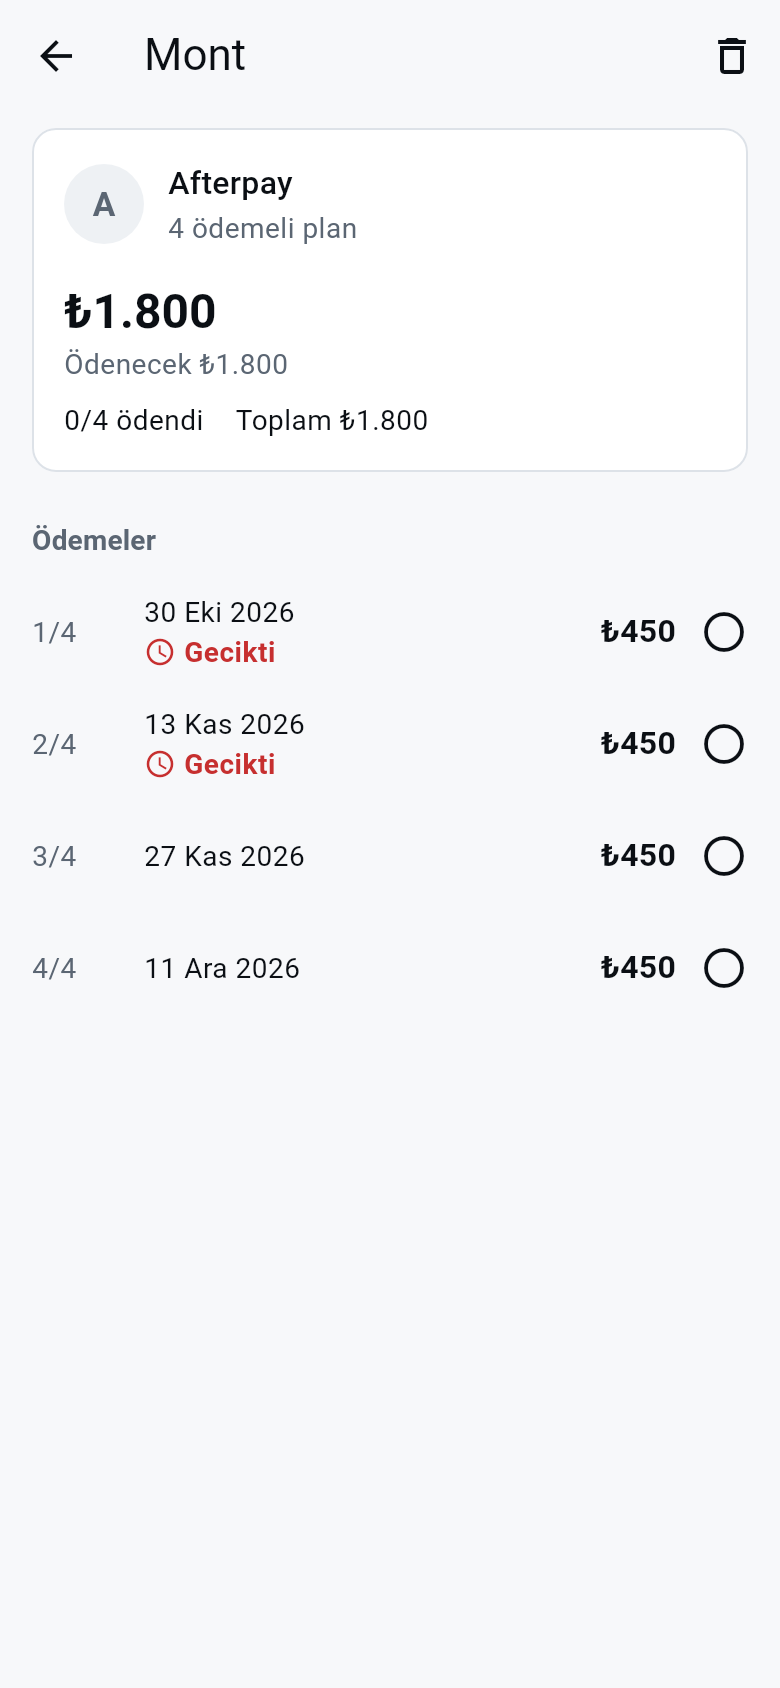 Mont
A
Afterpay
4 ödemeli plan
₺1.800
Ödenecek ₺1.800
0/4 ödendi Toplam ₺1.800
Ödemeler
1/4 30 Eki 2026 ₺450
Gecikti
2/4 13 Kas 2026 ₺450
Gecikti
3/4 27 Kas 2026 ₺450
4/4 11 Ara 2026 ₺450